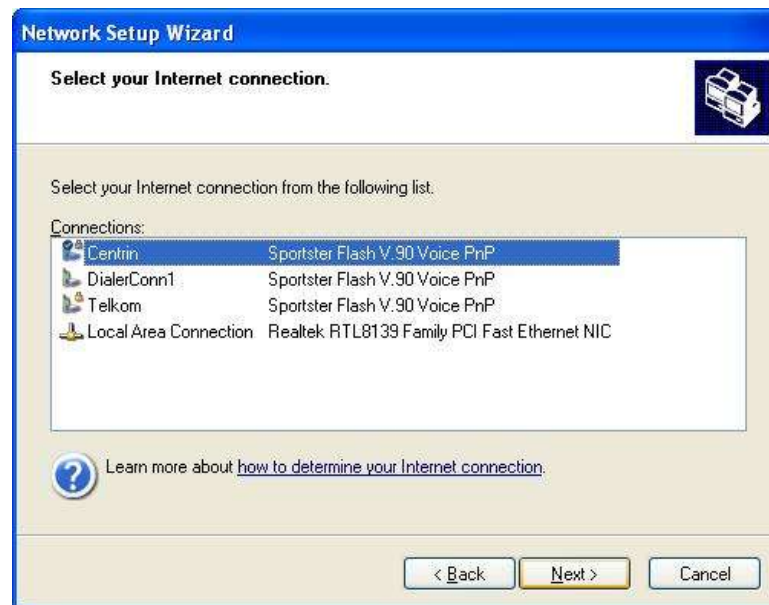 Network Setup Wizard
Select your Internet connection.
Select your Internet connection from the following list.
Connections:
Centrin Sportster Flash V.90 Voice PnP
DialerConn1 Sportster Flash V.90 Voice PnP
Telkom Sportster Flash V.90 Voice PnP
Local Area Connection Realtek RTL8139 Family PCI Fast Ethernet NIC
? Learn more about how to determine your Internet connection.
< Back Next > Cancel